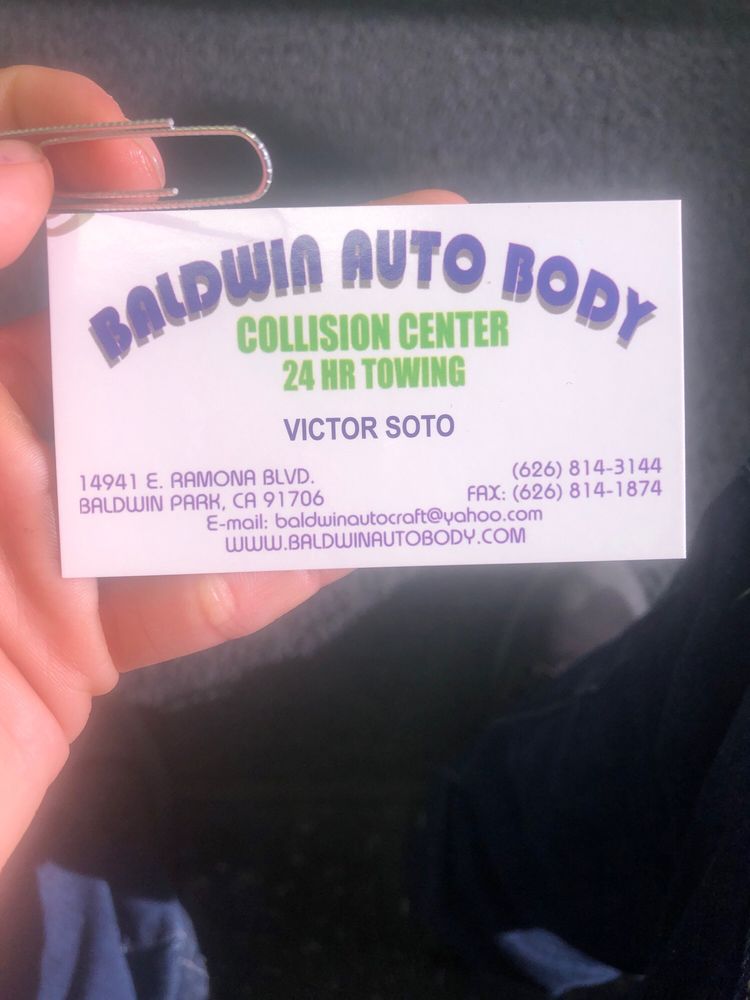 BALDWIN AUTO BODY
COLLISION CENTER
24 HR TOWING
VICTOR SOTO
14941 E. RAMONA BLVD.
BALDWIN PARK, CA 91706
(626) 814-3144
FAX: (626) 814-1874
E-mail: baldwinautocraft@yahoo.com
WWW.BALDWINAUTOBODY.COM